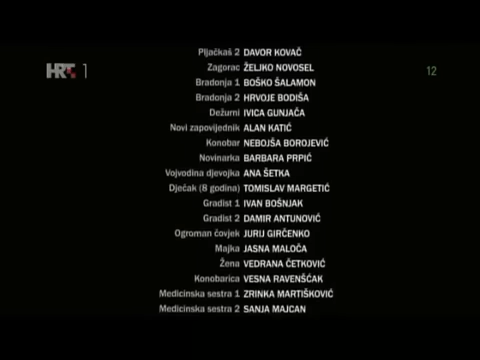 HRT 1
12
Pljačkaš 2 DAVOR KOVAČ
Zagorac ŽELJKO NOVOSEL
Bradonja 1 BOŠKO ŠALAMON
Bradonja 2 HRVOJE BODIŠA
Dežurni IVICA GUNJAČA
Novi zapovijednik ALAN KATIĆ
Konobar NEBOJŠA BOROJEVIĆ
Novinarka BARBARA PRPIĆ
Vojvodina djevojka ANA ŠETKA
Dječak (8 godina) TOMISLAV MARGETIĆ
Gradist 1 IVAN BOŠNJAK
Gradist 2 DAMIR ANTUNOVIĆ
Ogroman čovjek JURIJ GIRČENKO
Majka JASNA MALOČA
Žena VEDRANA ČETKOVIĆ
Konobarica VESNA RAVENŠĆAK
Medicinska sestra 1 ZRINKA MARTIŠKOVIĆ
Medicinska sestra 2 SANJA MAJCAN